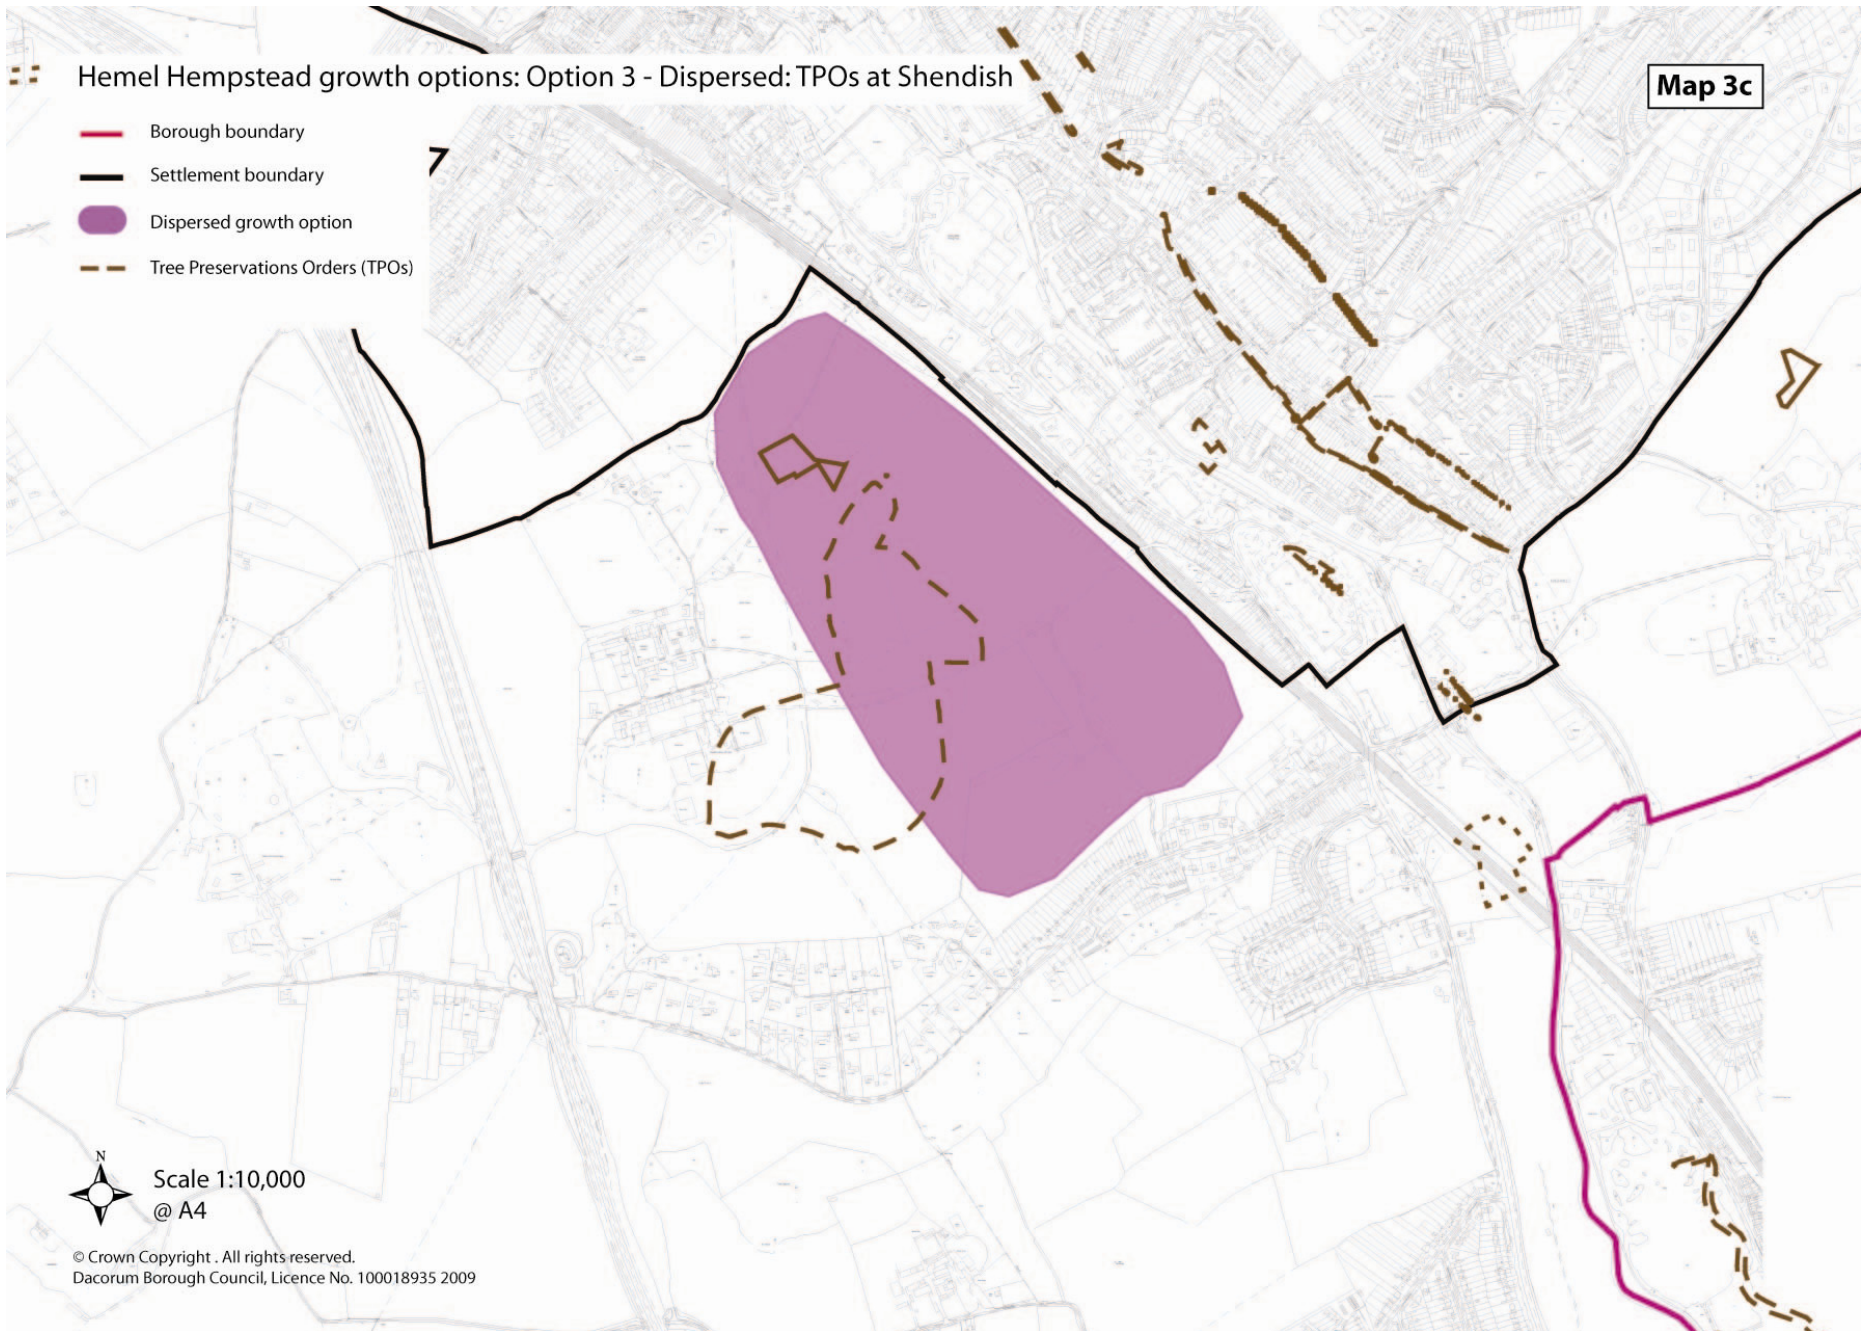 Hemel Hempstead growth options: Option 3 - Dispersed: TPOs at Shendish
Map 3c
Borough boundary
Settlement boundary
Dispersed growth option
Tree Preservations Orders (TPOs)
N
Scale 1:10,000
@ A4
© Crown Copyright . All rights reserved.
Dacorum Borough Council, Licence No. 100018935 2009